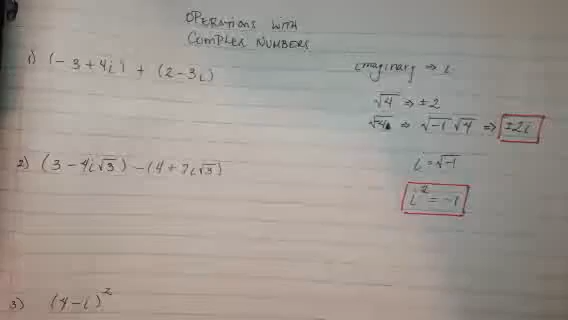 OPERATIONS WITH
COMPLEX NUMBERS
1) (-3+4i) + (2-3i)
imaginary ⇒ i
√4 ⇒ ±2
√-4 ⇒ √-1 √4 ⇒ ±2i
2) (3-4i√3) -(4+7i√3)
i = √-1
i² = -1
3) (4-i)²